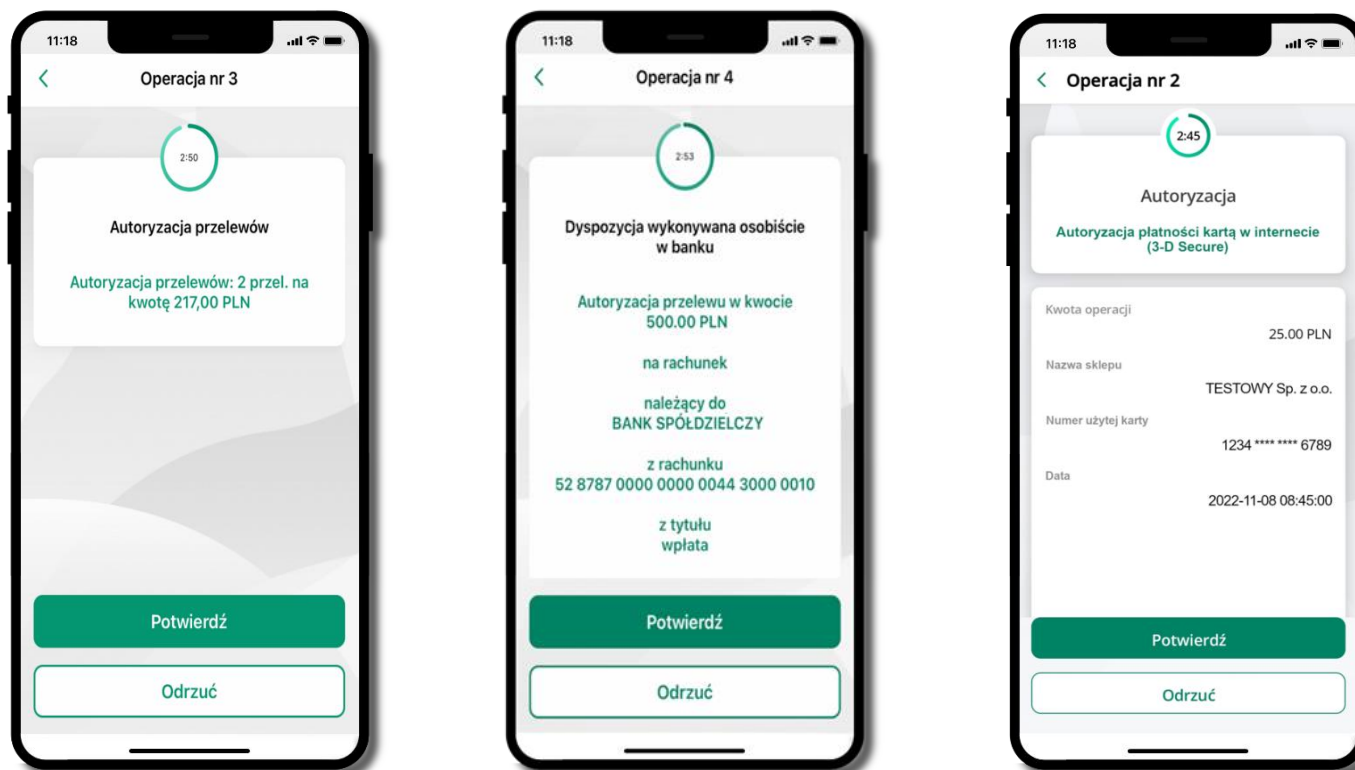 11:18
Operacja nr 3
2:50
Autoryzacja przelewów
Autoryzacja przelewów: 2 przel. na
kwotę 217,00 PLN
Potwierdź
Odrzuć
11:18
Operacja nr 4
2:53
Dyspozycja wykonywana osobiście
w banku
Autoryzacja przelewu w kwocie
500.00 PLN
na rachunek
należący do
BANK SPÓŁDZIELCZY
z rachunku
52 8787 0000 0000 0044 3000 0010
z tytułu
wpłata
Potwierdź
Odrzuć
11:18
Operacja nr 2
2:45
Autoryzacja
Autoryzacja płatności kartą w internecie
(3-D Secure)
Kwota operacji
25.00 PLN
Nazwa sklepu
TESTOWY Sp. z o.o.
Numer użytej karty
1234 **** **** 6789
Data
2022-11-08 08:45:00
Potwierdź
Odrzuć